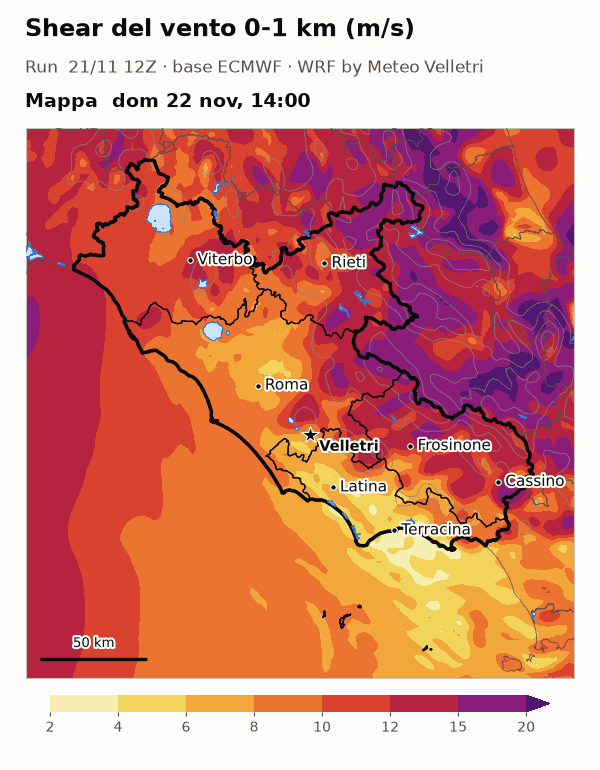 Shear del vento 0-1 km (m/s)
Run  21/11 12Z · base ECMWF · WRF by Meteo Velletri
Mappa  dom 22 nov, 14:00
Viterbo
Rieti
Roma
Velletri
Frosinone
Latina
Cassino
Terracina
50 km
2 4 6 8 10 12 15 20